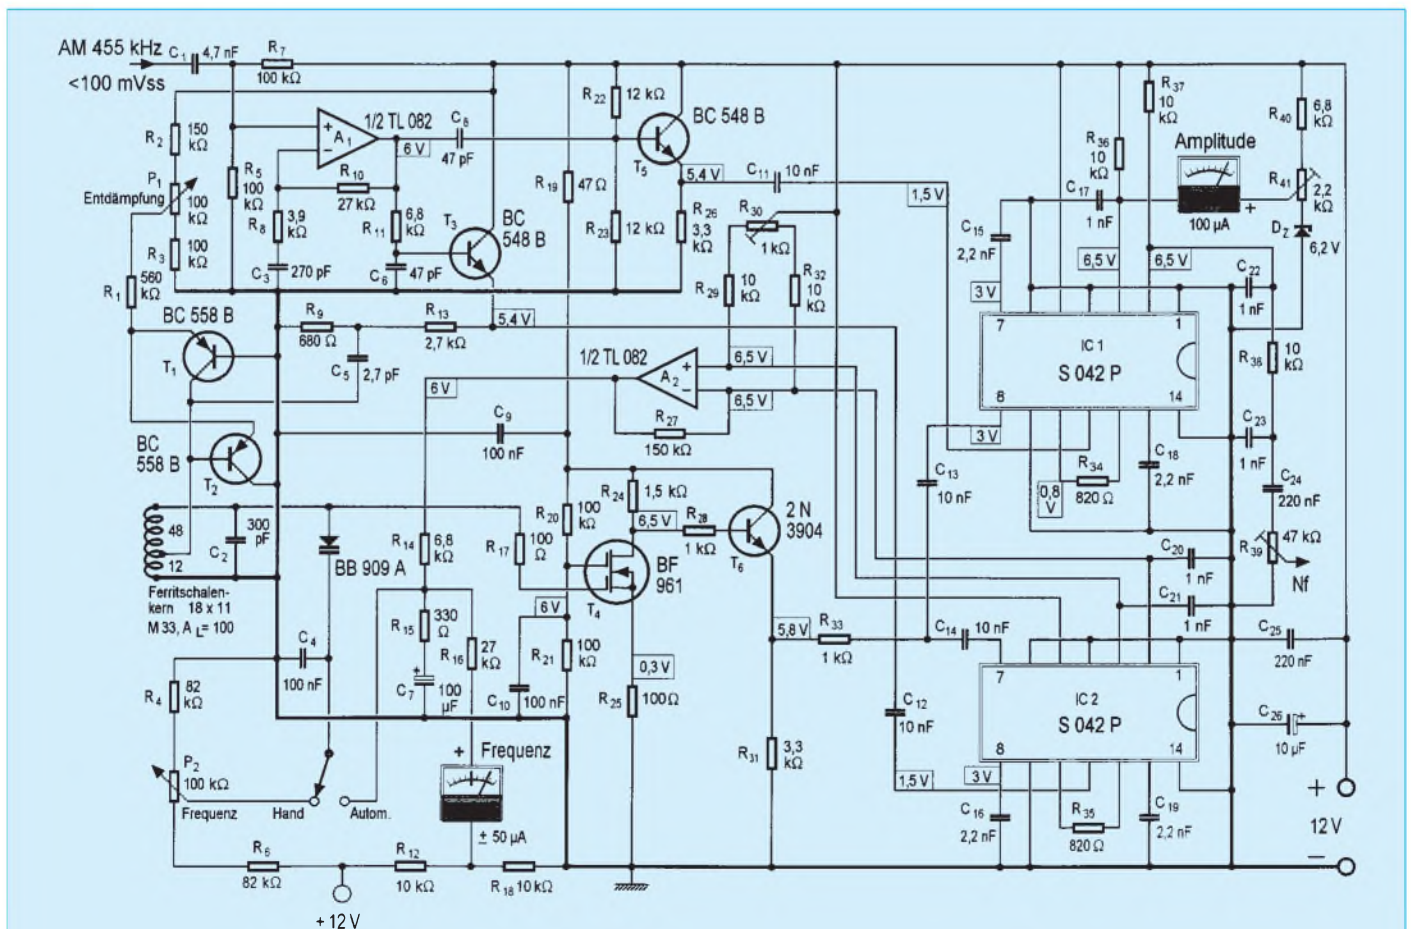 AM 455 kHz
<100 mVss
C1 4,7 nF
R7
100 kΩ
R2 150 kΩ
P1 100 kΩ
Entdämpfung
R3 100 kΩ
R1 560 kΩ
R5 100 kΩ
R8 3,9 kΩ
C3 270 pF
+
−
A1
1/2 TL 082
6 V
R10
27 kΩ
R11 6,8 kΩ
C6 47 pF
C8
47 pF
T3
BC 548 B
R19 47 Ω
R22 12 kΩ
R23 12 kΩ
T5
BC 548 B
5,4 V
R26 3,3 kΩ
C11 10 nF
R30
1 kΩ
R29 10 kΩ
R32 10 kΩ
1,5 V
C15
2,2 nF
C17
1 nF
R36 10 kΩ
R37 10 kΩ
Amplitude
+
100 µA
R40 6,8 kΩ
R41 2,2 kΩ
DZ
6,2 V
3 V
6,5 V
6,5 V
C22
1 nF
7
1
IC 1
S 042 P
8
14
3 V
R38 10 kΩ
C23
1 nF
C24
220 nF
R39 47 kΩ
Nf
BC 558 B
T1
BC 558 B
T2
R9
680 Ω
R13
2,7 kΩ
C5 2,7 pF
5,4 V
1/2 TL 082
A2
+
−
6 V
6,5 V
6,5 V
R27
150 kΩ
C9
100 nF
C13
10 nF
0,8 V
R34
820 Ω
C18
2,2 nF
C20
1 nF
C21
1 nF
48
12
C2 300 pF
Ferritschalen-
kern 18 x 11
M 33, A L= 100
BB 909 A
R14 6,8 kΩ
R15 330 Ω
R16 27 kΩ
C7 100 µF
+
R17 100 Ω
R20 100 kΩ
R24 1,5 kΩ
6,5 V
R28
1 kΩ
2 N 3904
T6
BF 961
T4
6 V
R21 100 kΩ
C10 100 nF
0,3 V
R25 100 Ω
5,8 V
R33
1 kΩ
R31 3,3 kΩ
C14 10 nF
C12
10 nF
1,5 V
3 V
7
1
IC 2
S 042 P
8
14
C16
2,2 nF
R35
820 Ω
C19
2,2 nF
C25
220 nF
C26
+
10 µF
+
12 V
−
C4
100 nF
R4 82 kΩ
P2
100 kΩ
Frequenz
Hand
Autom.
+ Frequenz
± 50 µA
R6
82 kΩ
R12
10 kΩ
R18 10 kΩ
+ 12 V